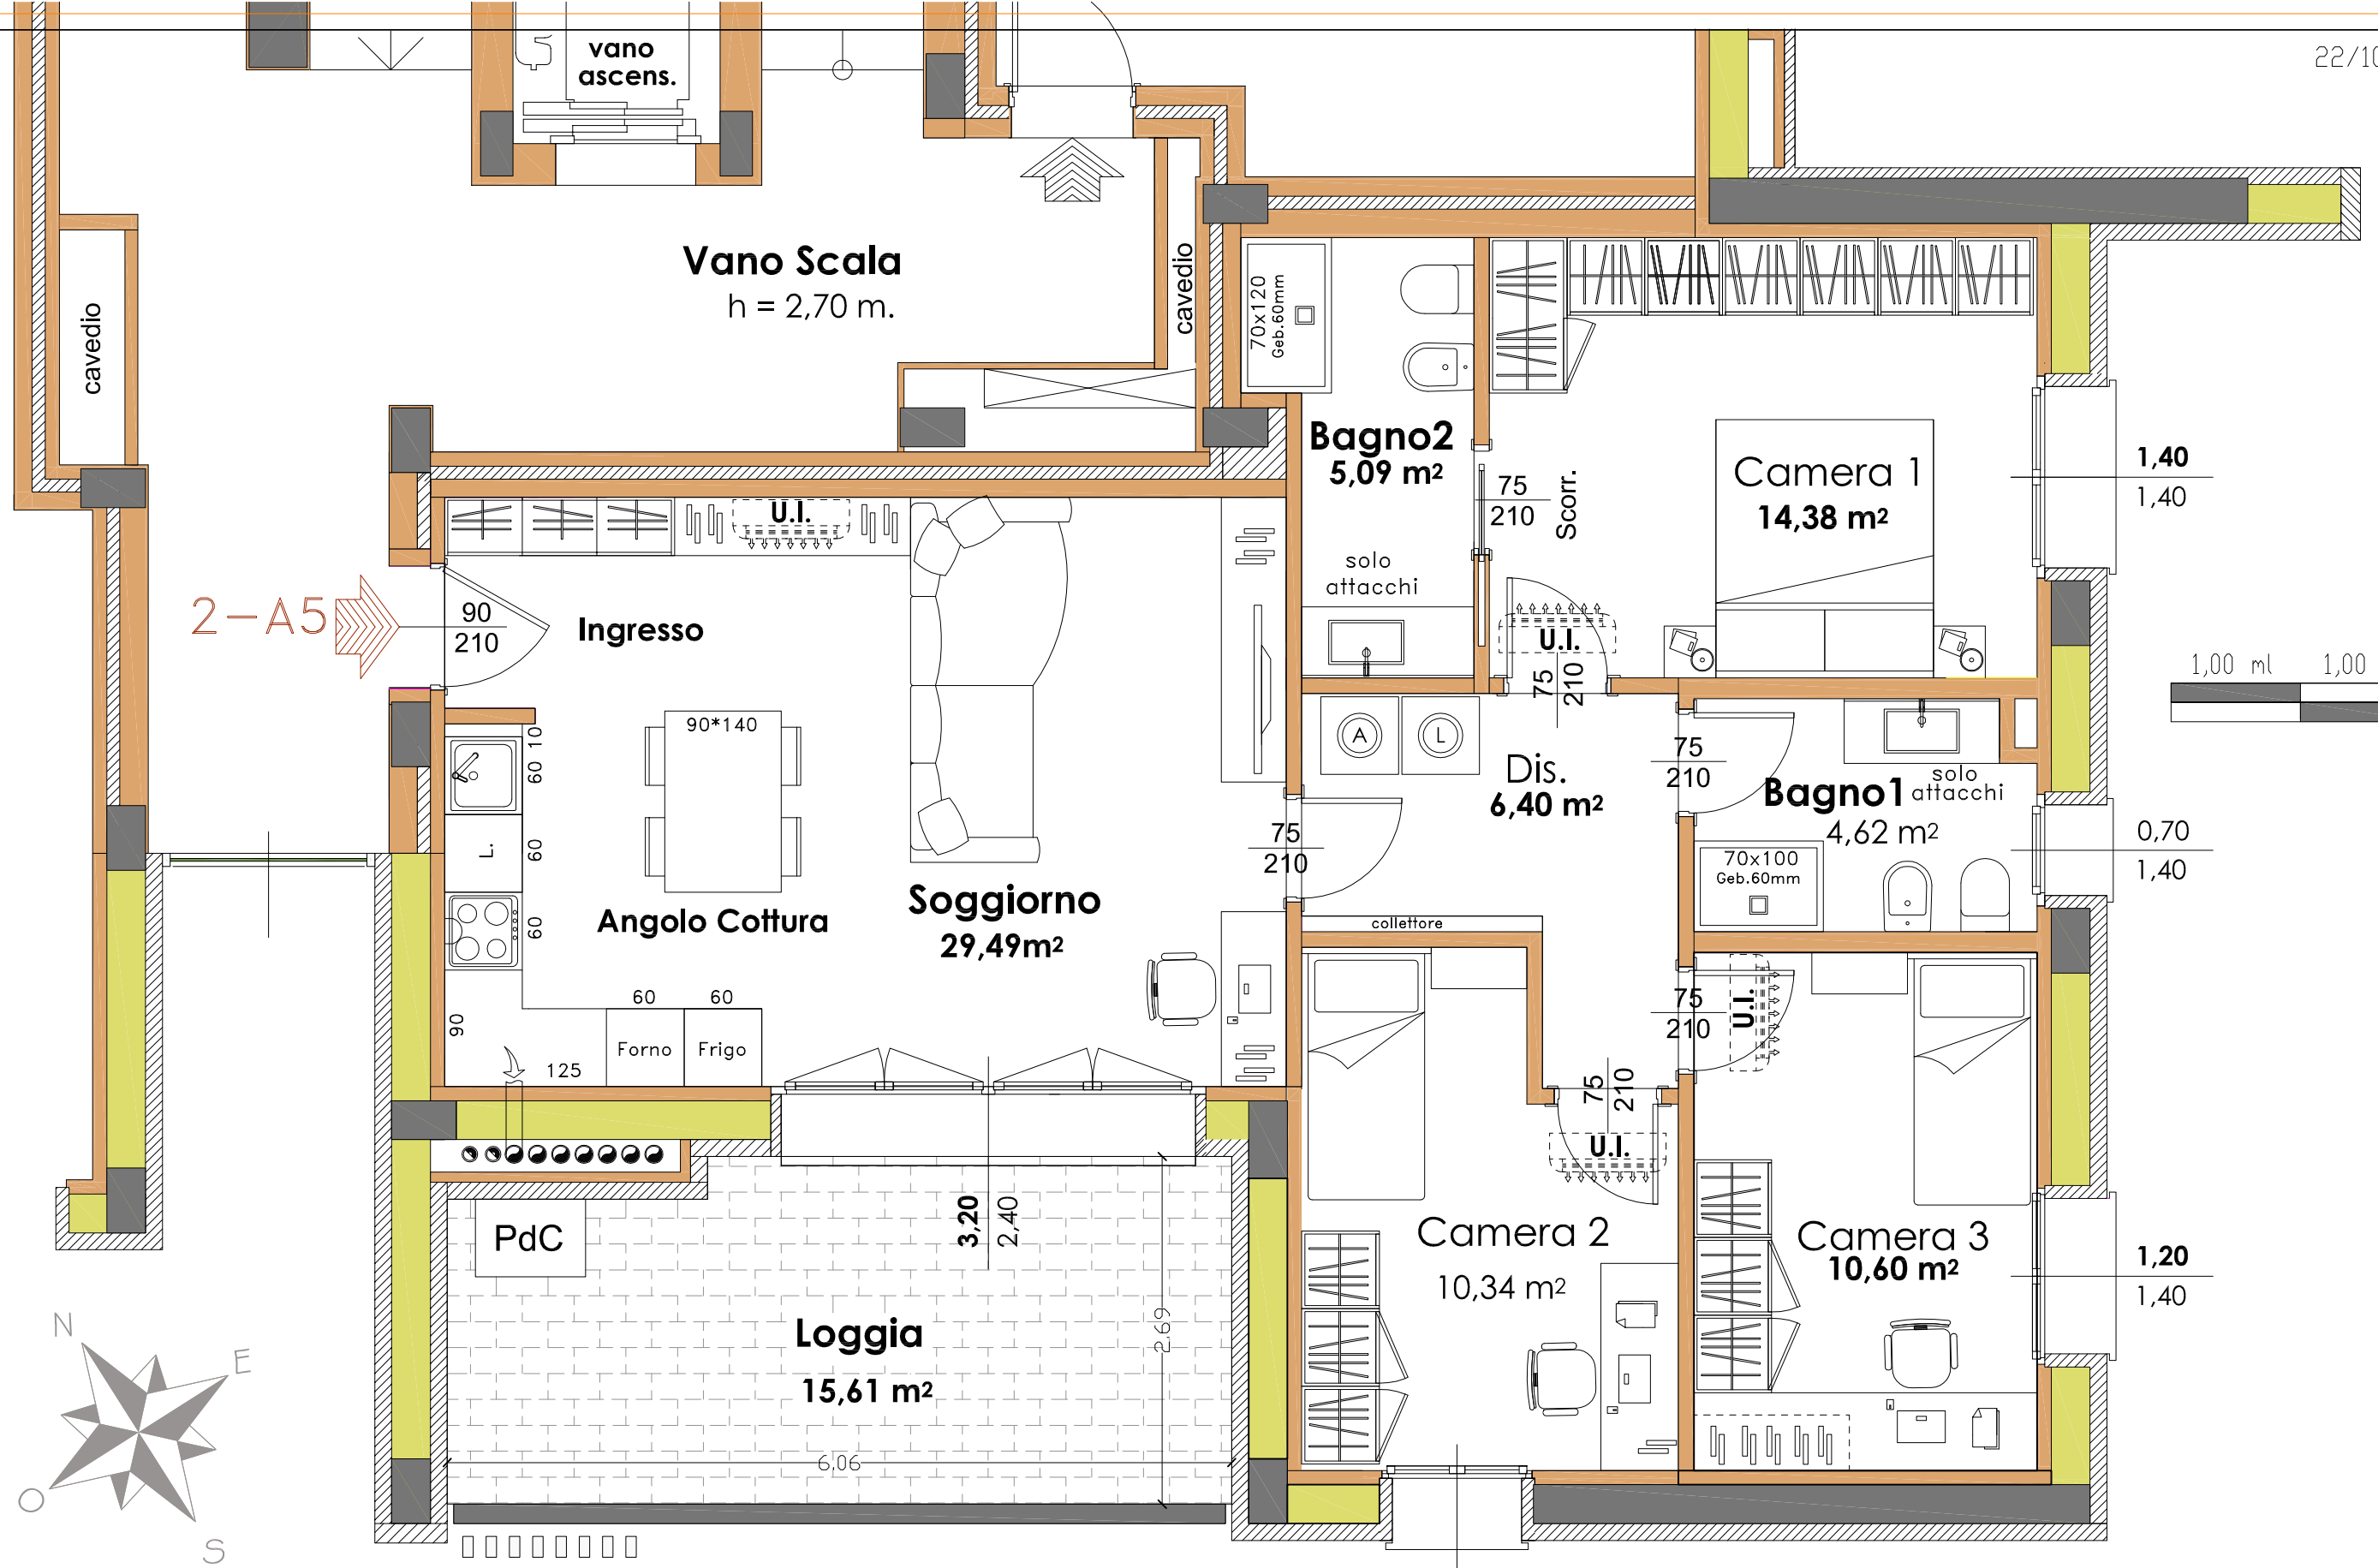 vano
ascens.
22/10
Vano Scala
h = 2,70 m.
cavedio
cavedio
70x120
Geb.60mm
Bagno2
5,09 m²
75
210
Scorr.
Camera 1
14,38 m²
1,40
1,40
solo
attacchi
U.I.
2-A5
90
210
Ingresso
U.I.
75
210
1,00 ml
1,00
90*140
10
60
60
60
L.
A
L
Dis.
6,40 m²
75
210
Bagno1
4,62 m²
solo
attacchi
0,70
1,40
70x100
Geb.60mm
75
210
Angolo Cottura
Soggiorno
29,49m²
collettore
90
60
60
Forno
Frigo
125
75
210
U.I.
75
210
U.I.
PdC
3,20
2,40
2.69
Camera 2
10,34 m²
Camera 3
10,60 m²
1,20
1,40
Loggia
15,61 m²
6.06
N
E
O
S